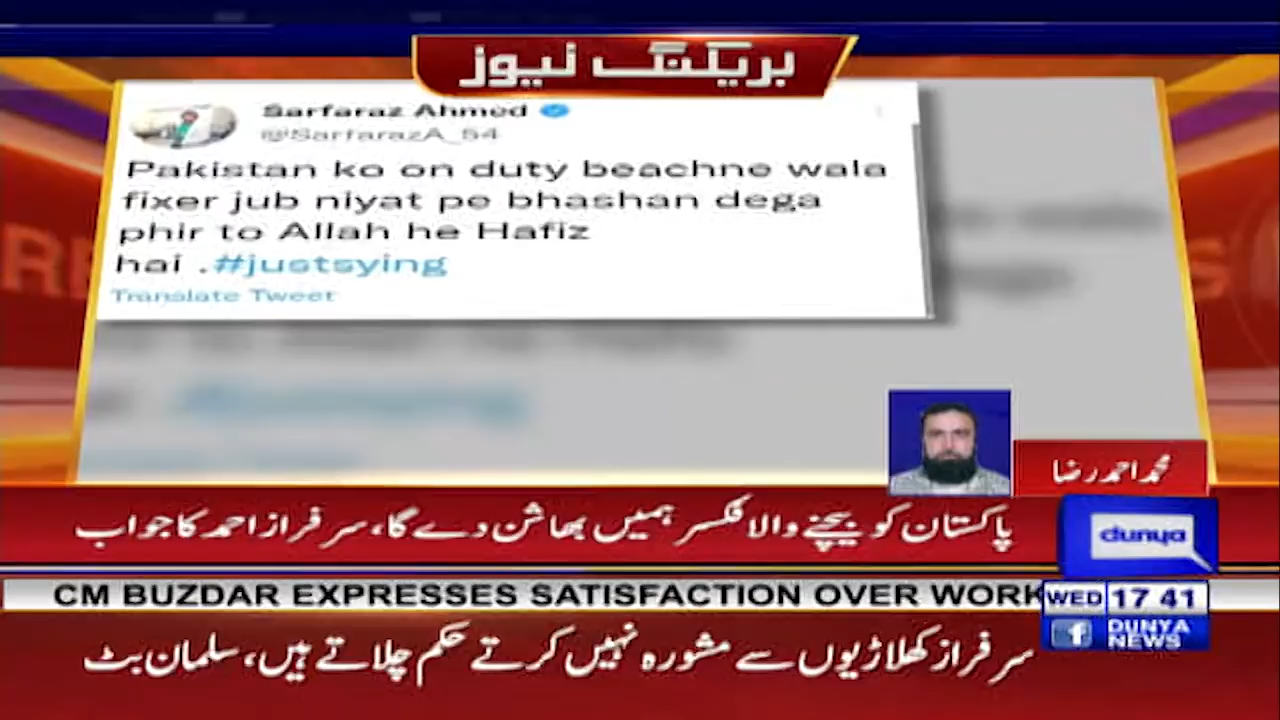 بریکنگ نیوز
Sarfaraz Ahmed
@SarfarazA_54
Pakistan ko on duty beachne wala
fixer jub niyat pe bhashan dega
phir to Allah he Hafiz
hai .#justsying
Translate Tweet
محمد احمد رضا
پاکستان کو بیچنے والا فکسر ہمیں بھاشن دے گا، سرفراز احمد کا جواب
dunya
CM BUZDAR EXPRESSES SATISFACTION OVER WORK
WED 17 41
DUNYA
NEWS
سرفراز کھلاڑیوں سے مشورہ نہیں کرتے حکم چلاتے ہیں، سلمان بٹ